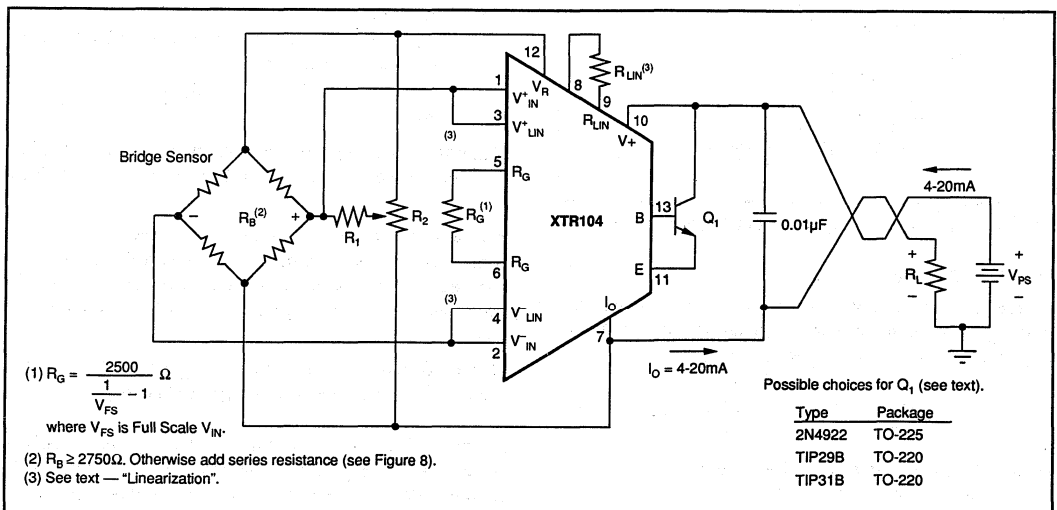 12
V_R
8
R_LIN^(3)
9
R_LIN
10
V+
1
V^+_IN
3
V^+_LIN
(3)
Bridge Sensor
5
R_G
R_B^(2)
−
+
R_1
R_2
R_G^(1)
XTR104
B
13
Q_1
0.01µF
4-20mA
+
R_L
−
+
V_PS
−
6
R_G
E
11
(3)
4
V^−_LIN
V^−_IN
2
I_O
7
I_O = 4-20mA
(1) R_G = 2500 / (1/V_FS − 1) Ω
where V_FS is Full Scale V_IN.
(2) R_B ≥ 2750Ω. Otherwise add series resistance (see Figure 8).
(3) See text — “Linearization”.
Possible choices for Q_1 (see text).
Type Package
2N4922 TO-225
TIP29B TO-220
TIP31B TO-220